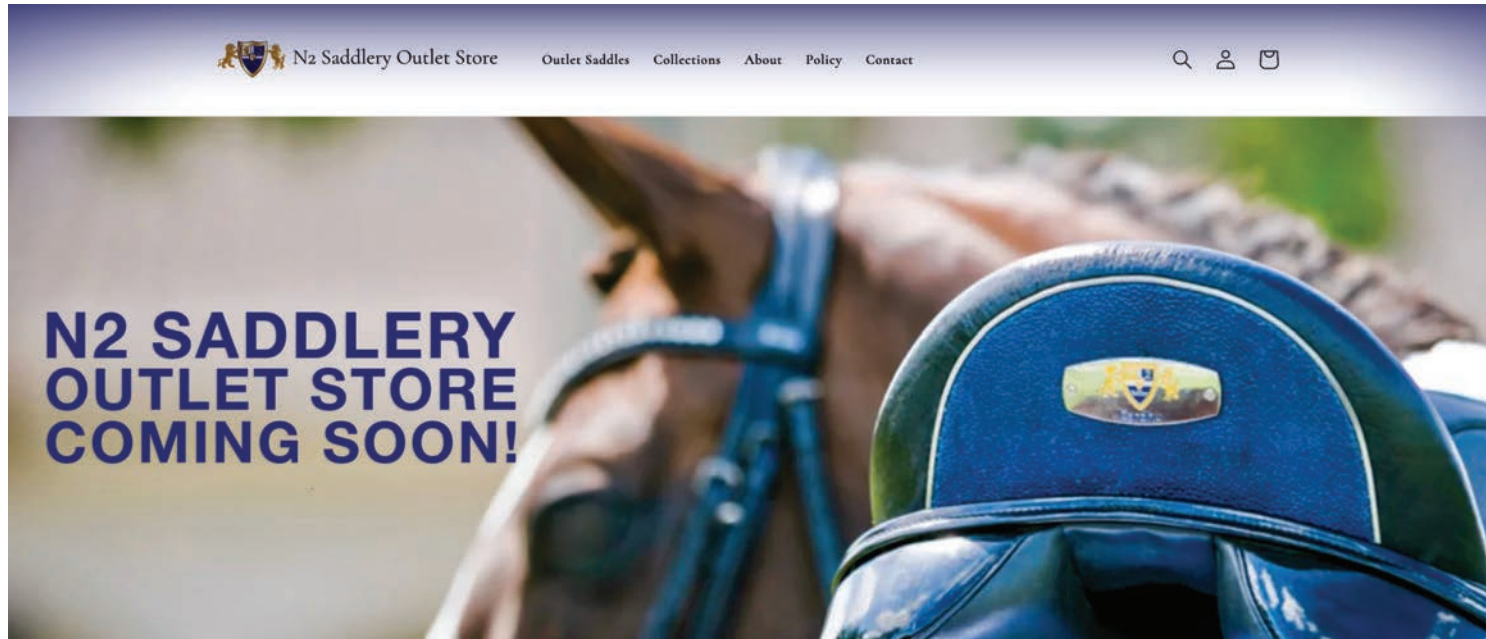 N2 Saddlery Outlet Store
Outlet Saddles Collections About Policy Contact
N2 SADDLERY
OUTLET STORE
COMING SOON!